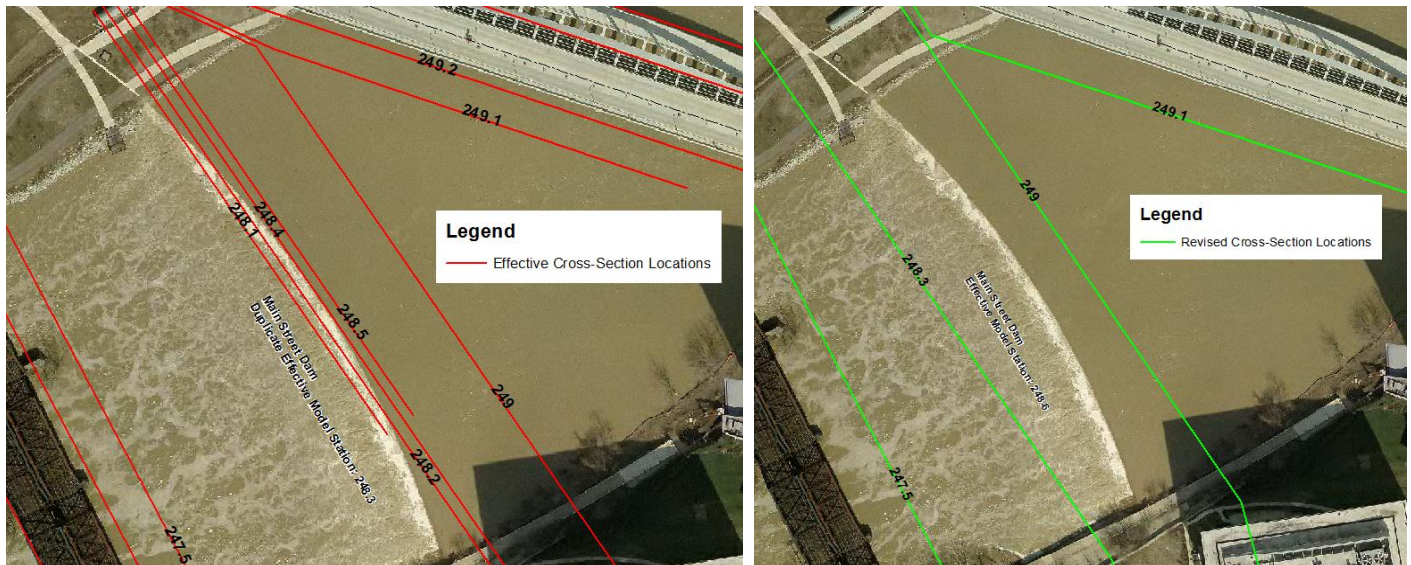 249.2
249.1
248.4
248.1
248.5
249
248.2
247.5
Main Street Dam
Duplicate Effective Model Station: 248.3
Legend
Effective Cross-Section Locations
249.1
249
248.3
247.5
Main Street Dam
Effective Model Station: 248.6
Legend
Revised Cross-Section Locations